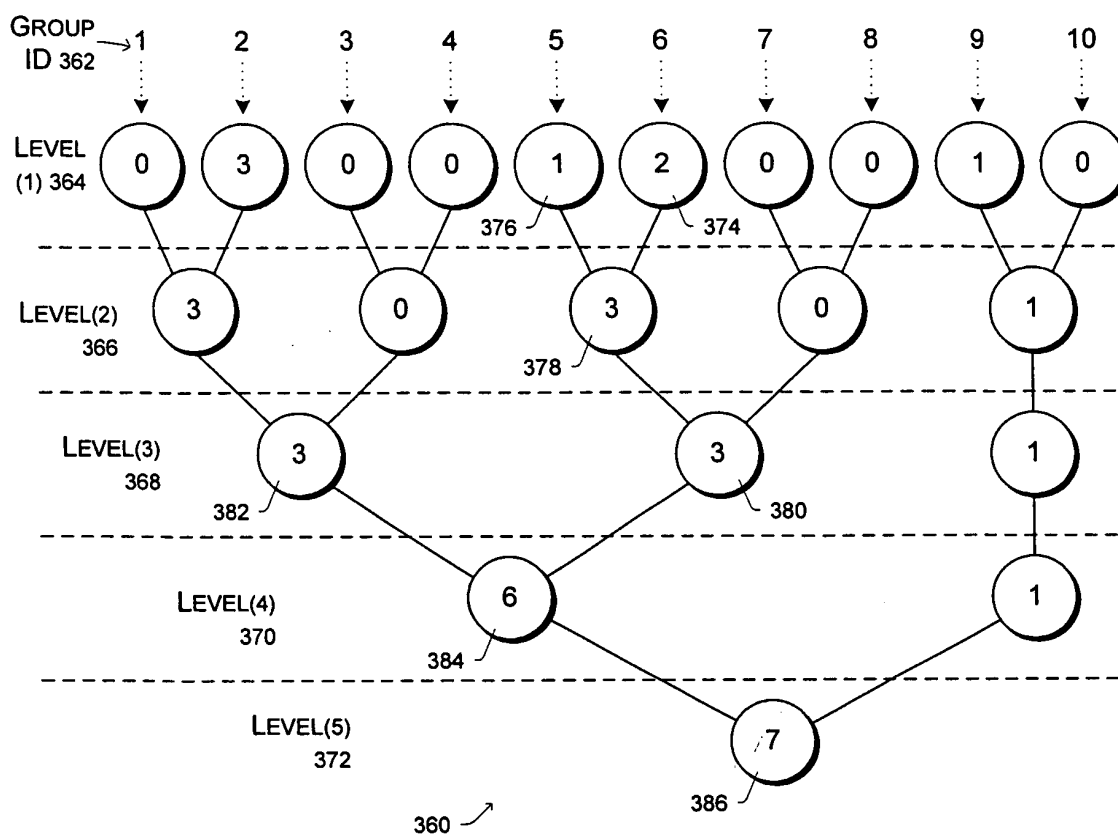 GROUP ID 362
1 2 3 4 5 6 7 8 9 10
LEVEL (1) 364
0 3 0 0 1 2 0 0 1 0
376 374
LEVEL(2) 366
3 0 3 0 1
378
LEVEL(3) 368
3 3 1
382 380
LEVEL(4) 370
6 1
384
LEVEL(5) 372
7
386
360